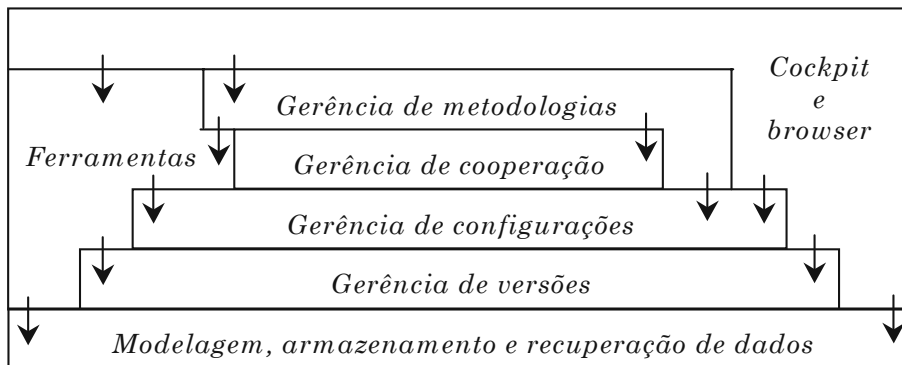 Cockpit
e
browser
Gerência de metodologias
Ferramentas
Gerência de cooperação
Gerência de configurações
Gerência de versões
Modelagem, armazenamento e recuperação de dados